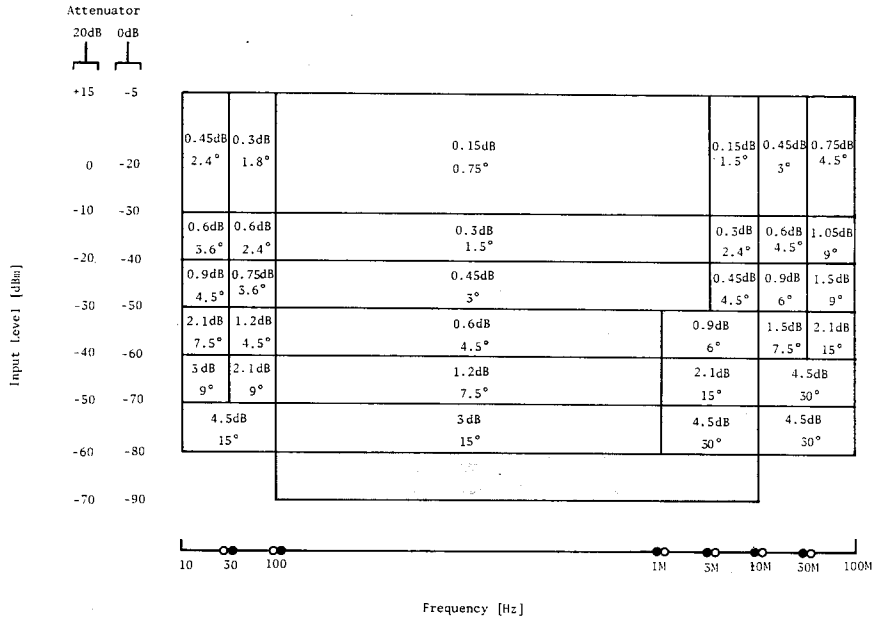 Attenuator
20dB 0dB
+15 -5
0.45dB 0.3dB 0.15dB 0.15dB 0.45dB 0.75dB
2.4° 1.8° 0.75° 1.5° 3° 4.5°
0 -20
-10 -30
0.6dB 0.6dB 0.3dB 0.3dB 0.6dB 1.05dB
3.6° 2.4° 1.5° 2.4° 4.5° 9°
-20 -40
0.9dB 0.75dB 0.45dB 0.45dB 0.9dB 1.5dB
4.5° 3.6° 3° 4.5° 6° 9°
-30 -50
2.1dB 1.2dB 0.6dB 0.9dB 1.5dB 2.1dB
7.5° 4.5° 4.5° 6° 7.5° 15°
-40 -60
3dB 2.1dB 1.2dB 2.1dB 4.5dB
9° 9° 7.5° 15° 30°
-50 -70
4.5dB 3dB 4.5dB 4.5dB
15° 15° 30° 30°
-60 -80
-70 -90
Input Level [dBm]
10 30 100 1M 3M 10M 30M 100M
Frequency [Hz]